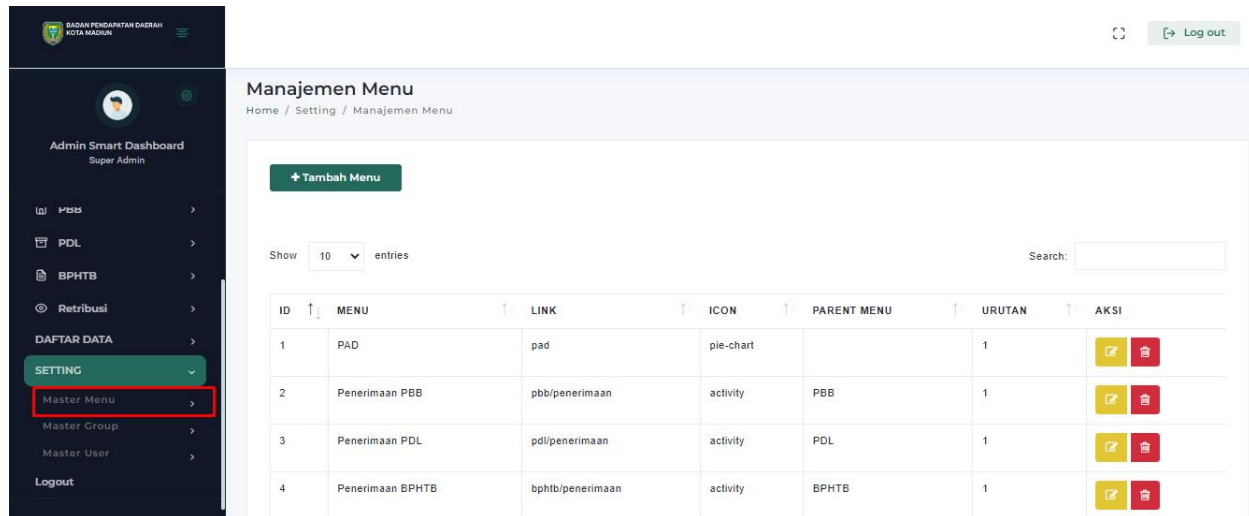 BADAN PENDAPATAN DAERAH
KOTA MADIUN
Log out
Admin Smart Dashboard
Super Admin
PBB
PDL
BPHTB
Retribusi
DAFTAR DATA
SETTING
Master Menu
Master Group
Master User
Logout
Manajemen Menu
Home / Setting / Manajemen Menu
+ Tambah Menu
Show 10 entries
Search:
ID MENU LINK ICON PARENT MENU URUTAN AKSI
1 PAD pad pie-chart 1
2 Penerimaan PBB pbb/penerimaan activity PBB 1
3 Penerimaan PDL pdl/penerimaan activity PDL 1
4 Penerimaan BPHTB bphtb/penerimaan activity BPHTB 1